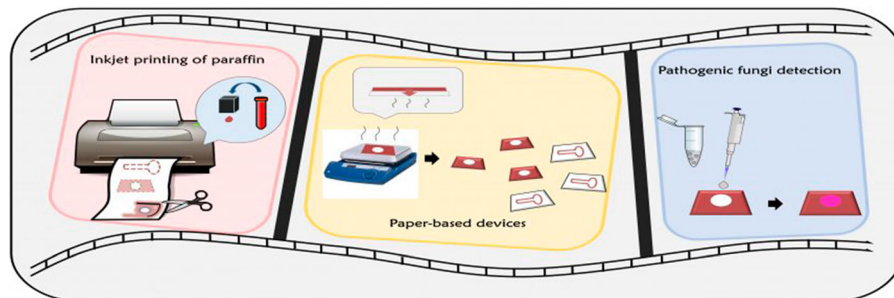 Inkjet printing of paraffin
Paper-based devices
Pathogenic fungi detection